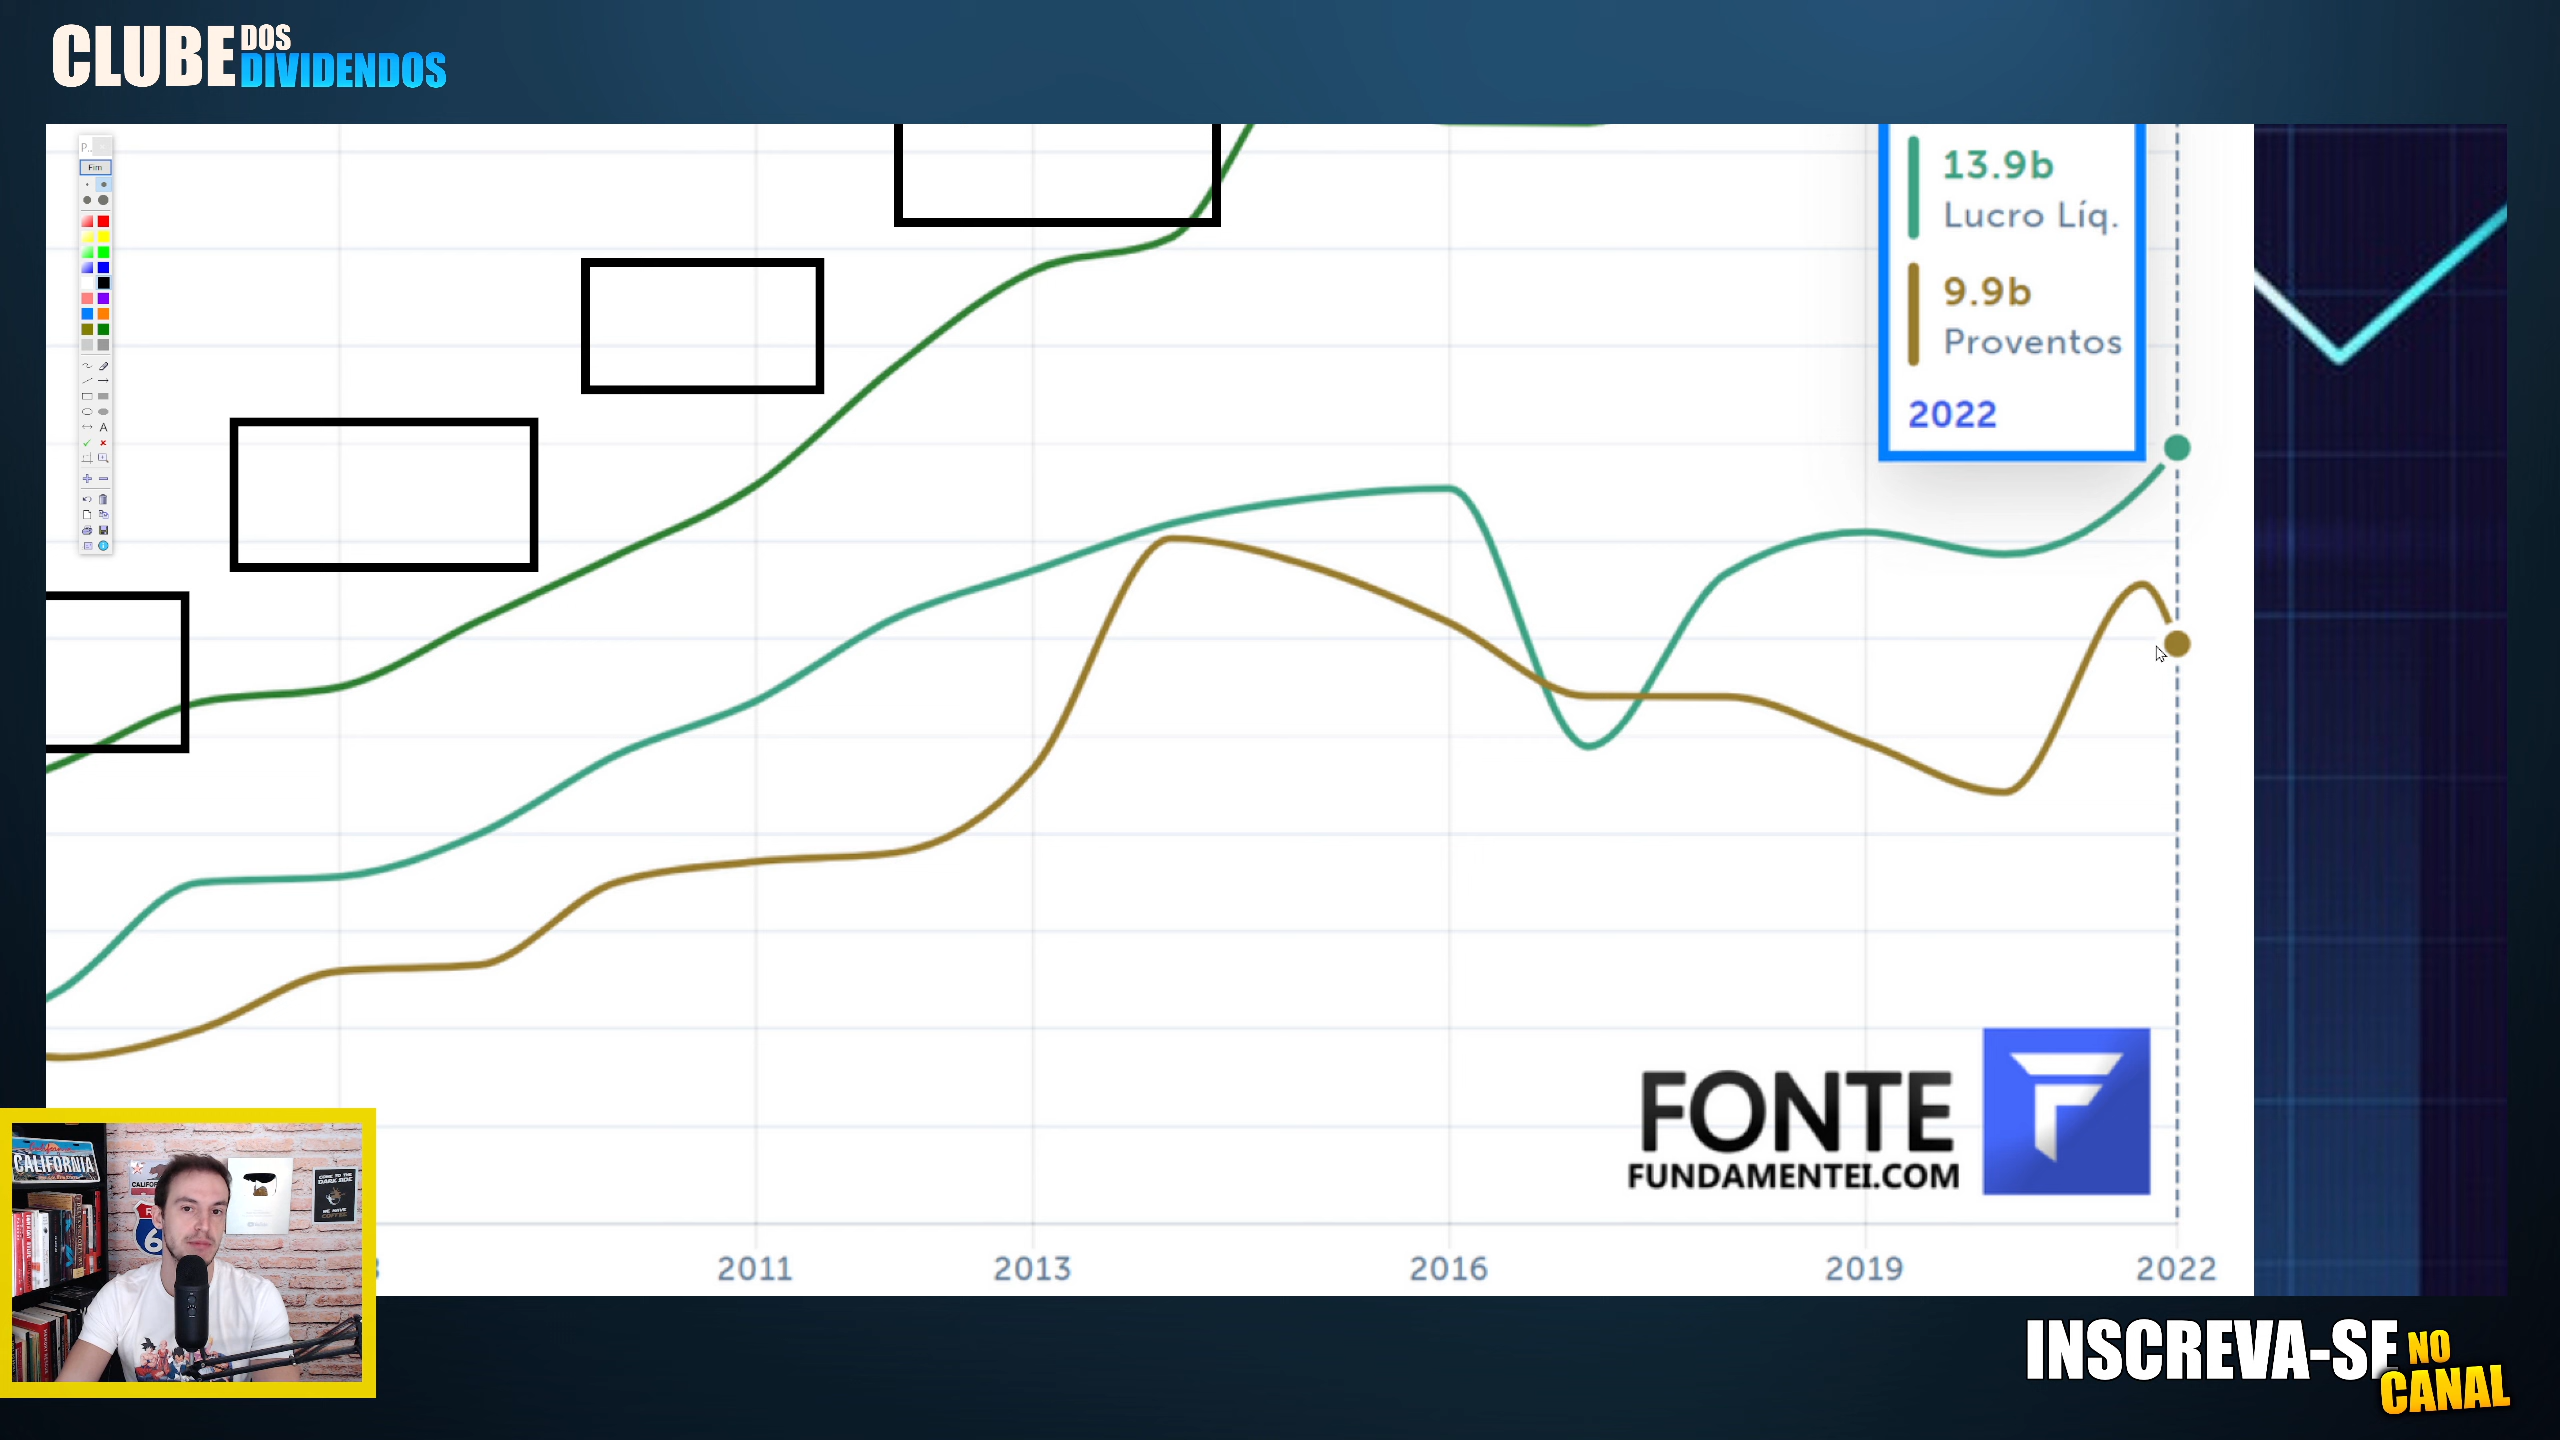 CLUBE DOS
DIVIDENDOS
P..
Fim
A
13.9b
Lucro Líq.
9.9b
Proventos
2022
FONTE
FUNDAMENTEI.COM
2011
2013
2016
2019
2022
CALIFORNIA
INSCREVA-SE NO
CANAL